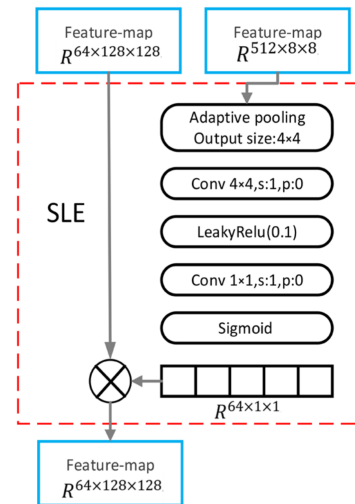 Feature-map
R^64×128×128
Feature-map
R^512×8×8
Adaptive pooling
Output size:4×4
Conv 4×4,s:1,p:0
SLE
LeakyRelu(0.1)
Conv 1×1,s:1,p:0
Sigmoid
R^64×1×1
Feature-map
R^64×128×128